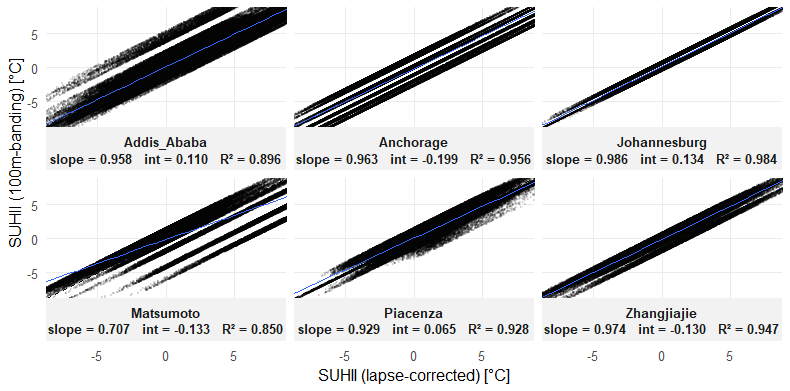 SUHII (100m-banding) [°C]
5
0
-5
Addis_Ababa
slope = 0.958 int = 0.110 R² = 0.896
Anchorage
slope = 0.963 int = -0.199 R² = 0.956
Johannesburg
slope = 0.986 int = 0.134 R² = 0.984
5
0
-5
Matsumoto
slope = 0.707 int = -0.133 R² = 0.850
Piacenza
slope = 0.929 int = 0.065 R² = 0.928
Zhangjiajie
slope = 0.974 int = -0.130 R² = 0.947
-5 0 5 -5 0 5 -5 0 5
SUHII (lapse-corrected) [°C]